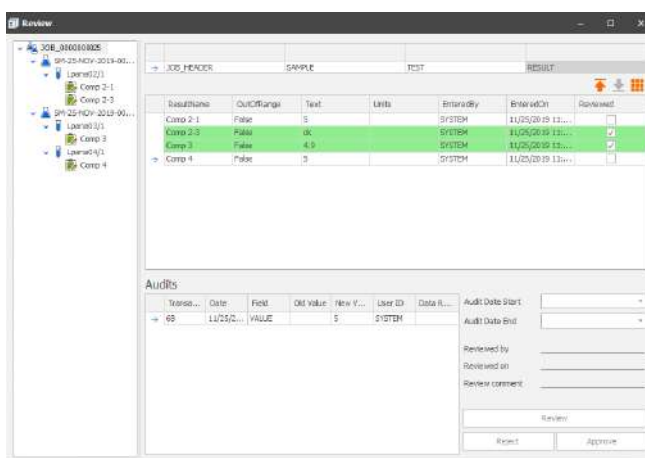 Review
JOB_0000000025
SM-25-NOV-2019-00...
Lpana02/1
Comp 2-1
Comp 2-3
SM-25-NOV-2019-00...
Lpana03/1
Comp 3
Lpana04/1
Comp 4
JOB_HEADER SAMPLE TEST RESULT
ResultName OutOfRange Text Units EnteredBy EnteredOn Reviewed
Comp 2-1 False 5 SYSTEM 11/25/2019 11:...
Comp 2-3 False dc SYSTEM 11/25/2019 11:...
Comp 3 False 4.9 SYSTEM 11/25/2019 11:...
Comp 4 False 5 SYSTEM 11/25/2019 11:...
Audits
Transa... Date Field Old Value New V... User ID Data R...
11/25/2... VALUE 5 SYSTEM
Audit Date Start
Audit Date End
Reviewed by
Reviewed on
Review comment
Review
Reject Approve